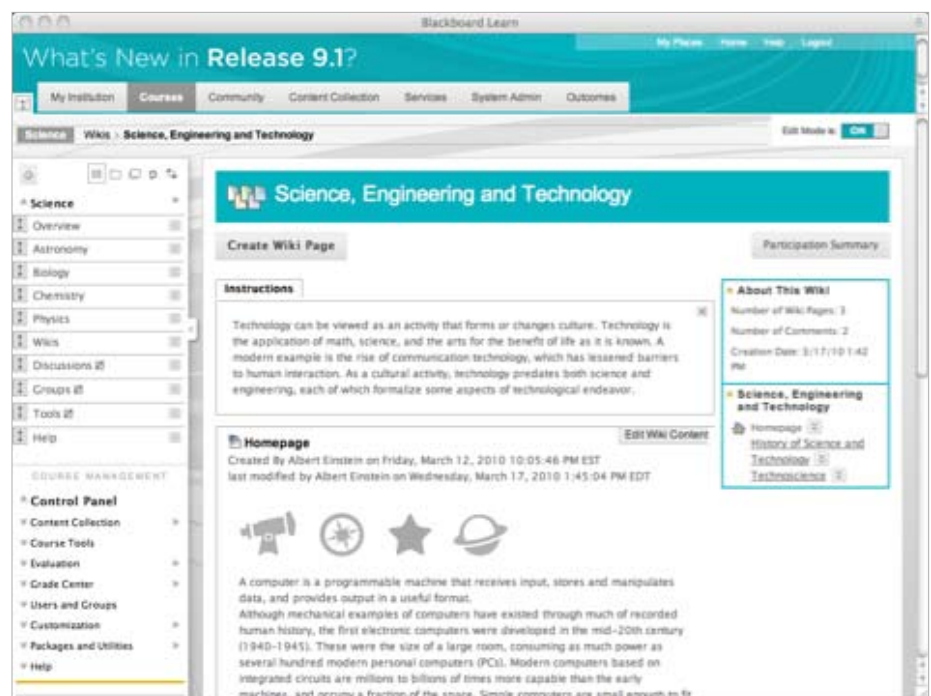 Blackboard Learn
What's New in Release 9.1?
My Places Home Help Logout
My Institution Courses Community Content Collection Services System Admin Outcomes
Science Wikis > Science, Engineering and Technology
Edit Mode is: ON
Science
Overview
Astronomy
Biology
Chemistry
Physics
Wikis
Discussions
Groups
Tools
Help
COURSE MANAGEMENT
Control Panel
Content Collection
Course Tools
Evaluation
Grade Center
Users and Groups
Customization
Packages and Utilities
Help
Science, Engineering and Technology
Create Wiki Page
Participation Summary
Instructions
Technology can be viewed as an activity that forms or changes culture. Technology is
the application of math, science, and the arts for the benefit of life as it is known. A
modern example is the rise of communication technology, which has lessened barriers
to human interaction. As a cultural activity, technology predates both science and
engineering, each of which formalize some aspects of technological endeavor.
Homepage
Edit Wiki Content
Created By Albert Einstein on Friday, March 12, 2010 10:05:46 PM EST
last modified by Albert Einstein on Wednesday, March 17, 2010 1:45:04 PM EDT
A computer is a programmable machine that receives input, stores and manipulates
data, and provides output in a useful format.
Although mechanical examples of computers have existed through much of recorded
human history, the first electronic computers were developed in the mid-20th century
(1940-1945). These were the size of a large room, consuming as much power as
several hundred modern personal computers (PCs). Modern computers based on
integrated circuits are millions to billions of times more capable than the early
machines, and occupy a fraction of the space. Simple computers are small enough to fit
About This Wiki
Number of Wiki Pages: 3
Number of Comments: 2
Creation Date: 3/17/10 1:42
PM
Science, Engineering
and Technology
Homepage
History of Science and
Technology
Technoscience